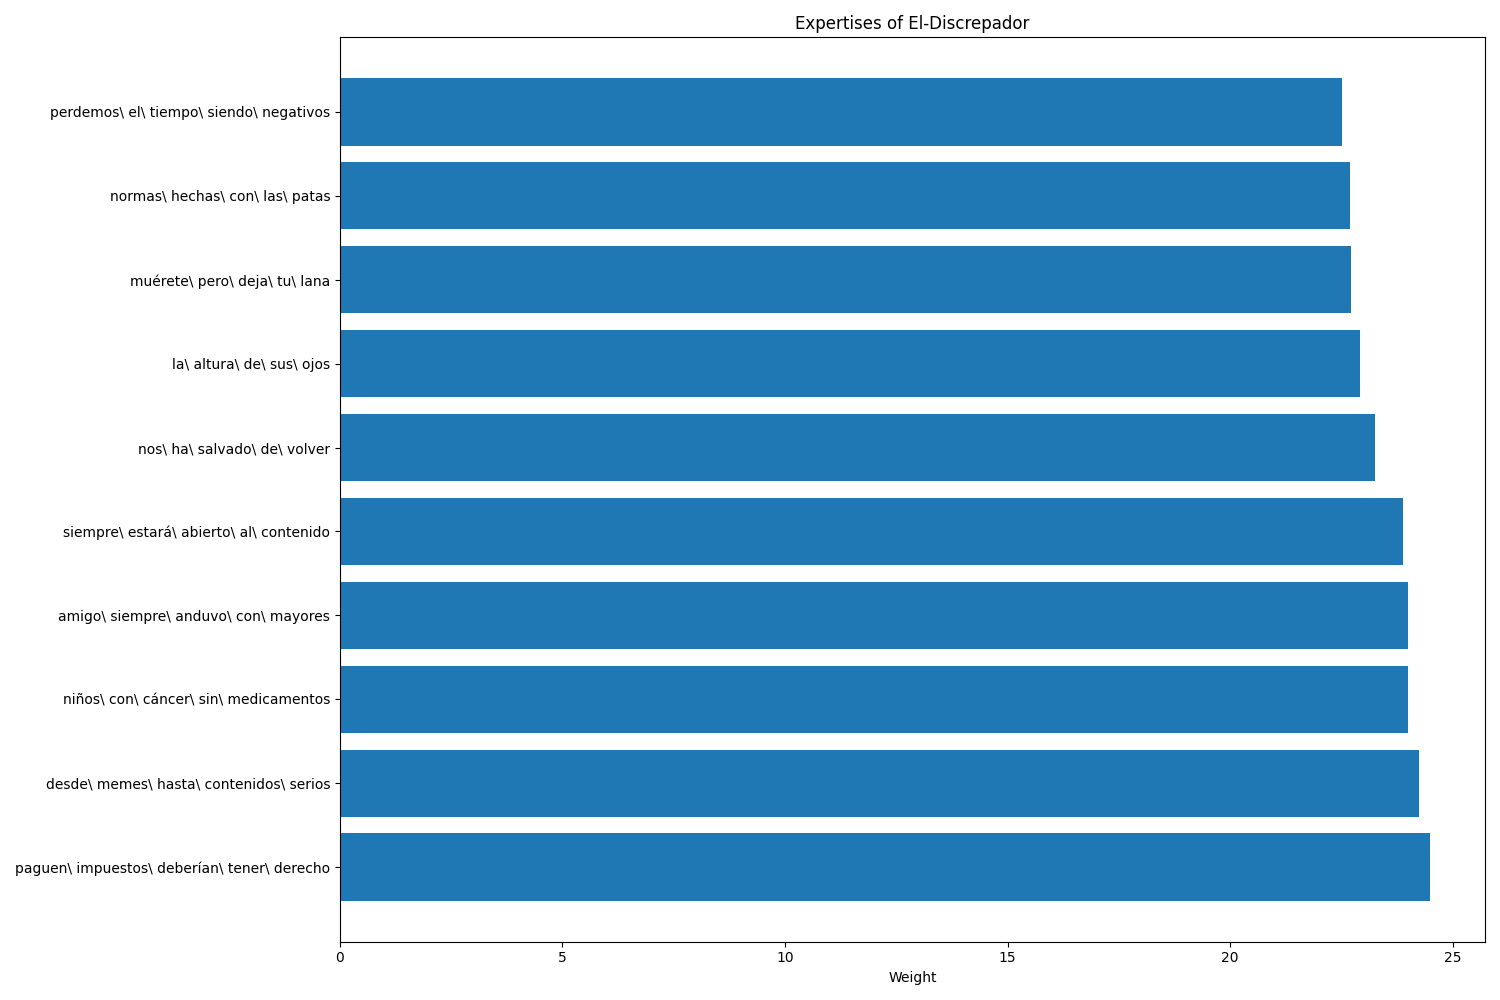 Expertises of El-Discrepador
perdemos\ el\ tiempo\ siendo\ negativos
normas\ hechas\ con\ las\ patas
muérete\ pero\ deja\ tu\ lana
la\ altura\ de\ sus\ ojos
nos\ ha\ salvado\ de\ volver
siempre\ estará\ abierto\ al\ contenido
amigo\ siempre\ anduvo\ con\ mayores
niños\ con\ cáncer\ sin\ medicamentos
desde\ memes\ hasta\ contenidos\ serios
paguen\ impuestos\ deberían\ tener\ derecho
0 5 10 15 20 25
Weight